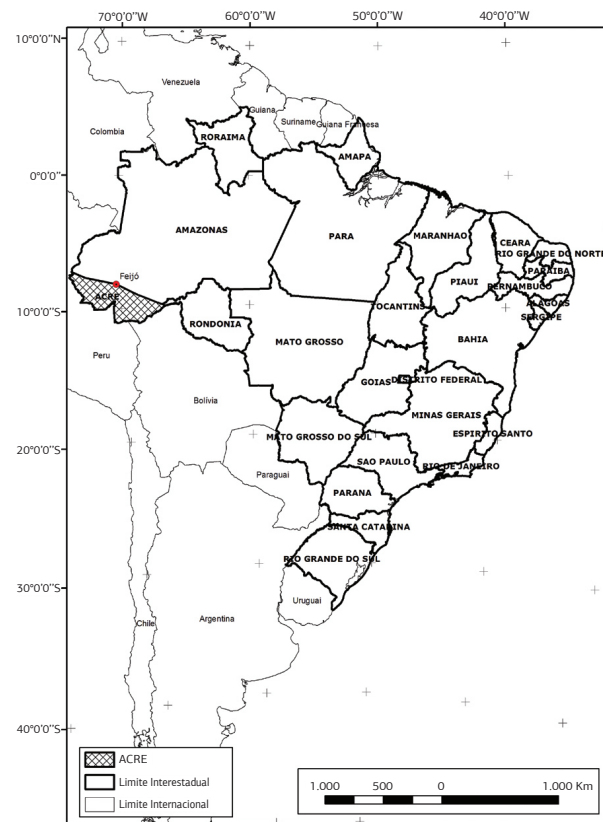 70°0'0"W 60°0'0"W 50°0'0"W 40°0'0"W
10°0'0"N
Venezuela
Guiana
Suriname
Guiana Francesa
Colombia
RORAIMA
AMAPA
0°0'0"
AMAZONAS
PARA
MARANHAO
CEARA
RIO GRANDE DO NORTE
Feijó
PARAIBA
PIAUI
PERNAMBUCO
ACRE
ALAGOAS
TOCANTINS
SERGIPE
10°0'0"S
RONDONIA
MATO GROSSO
BAHIA
Peru
GOIAS
DISTRITO FEDERAL
Bolívia
MINAS GERAIS
20°0'0"S
MATO GROSSO DO SUL
ESPIRITO SANTO
SAO PAULO
RIO DE JANEIRO
Paraguai
PARANA
SANTA CATARINA
RIO GRANDE DO SUL
30°0'0"S
Uruguai
Chile
Argentina
40°0'0"S
ACRE
Limite Interestadual
Limite Internacional
1.000 500 0 1.000 Km